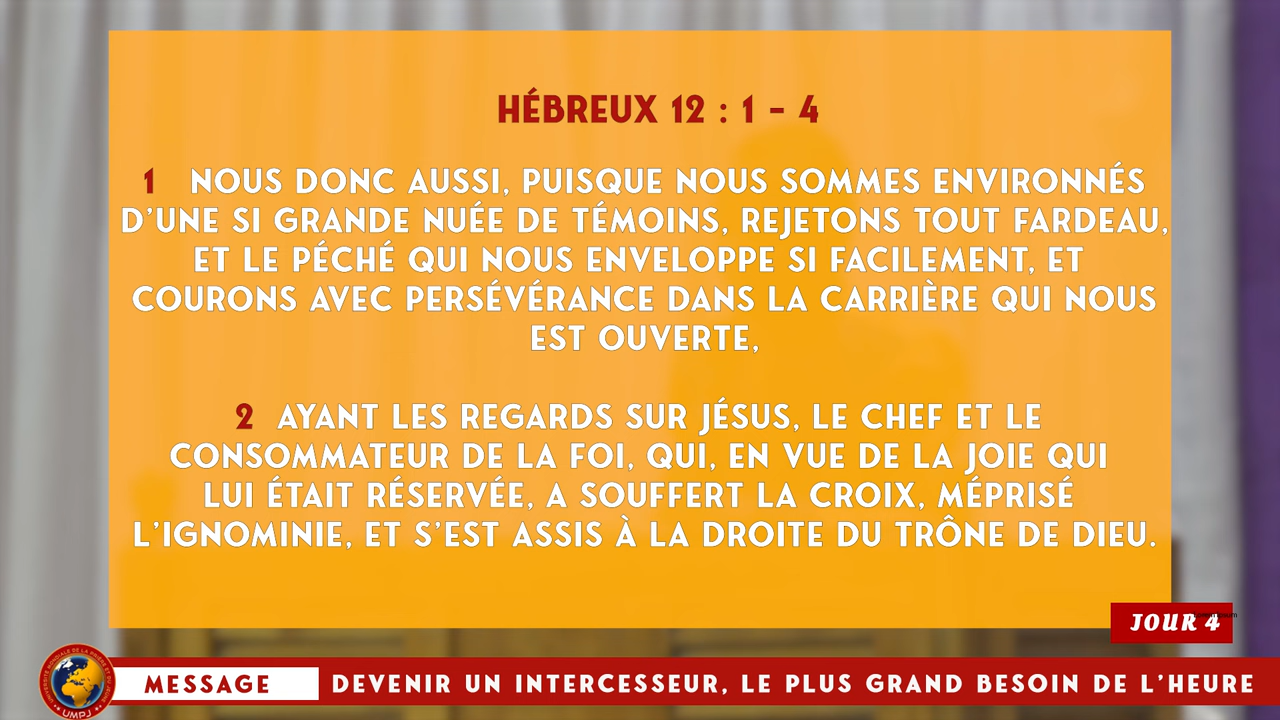 HÉBREUX 12 : 1 - 4
1 NOUS DONC AUSSI, PUISQUE NOUS SOMMES ENVIRONNÉS
D'UNE SI GRANDE NUÉE DE TÉMOINS, REJETONS TOUT FARDEAU,
ET LE PÉCHÉ QUI NOUS ENVELOPPE SI FACILEMENT, ET
COURONS AVEC PERSÉVÉRANCE DANS LA CARRIÈRE QUI NOUS
EST OUVERTE,
2 AYANT LES REGARDS SUR JÉSUS, LE CHEF ET LE
CONSOMMATEUR DE LA FOI, QUI, EN VUE DE LA JOIE QUI
LUI ÉTAIT RÉSERVÉE, A SOUFFERT LA CROIX, MÉPRISÉ
L'IGNOMINIE, ET S'EST ASSIS À LA DROITE DU TRÔNE DE DIEU.
JOUR 4
MESSAGE
DEVENIR UN INTERCESSEUR, LE PLUS GRAND BESOIN DE L'HEURE
UMPJ